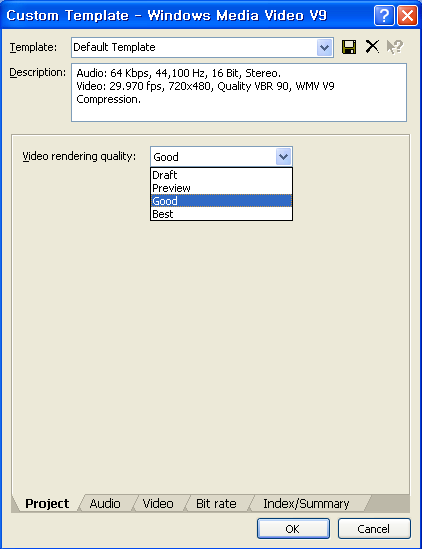 Custom Template - Windows Media Video V9
Template: Default Template
Description: Audio: 64 Kbps, 44,100 Hz, 16 Bit, Stereo.
Video: 29.970 fps, 720x480, Quality VBR 90, WMV V9
Compression.
Video rendering quality: Good
Draft
Preview
Good
Best
Project Audio Video Bit rate Index/Summary
OK Cancel